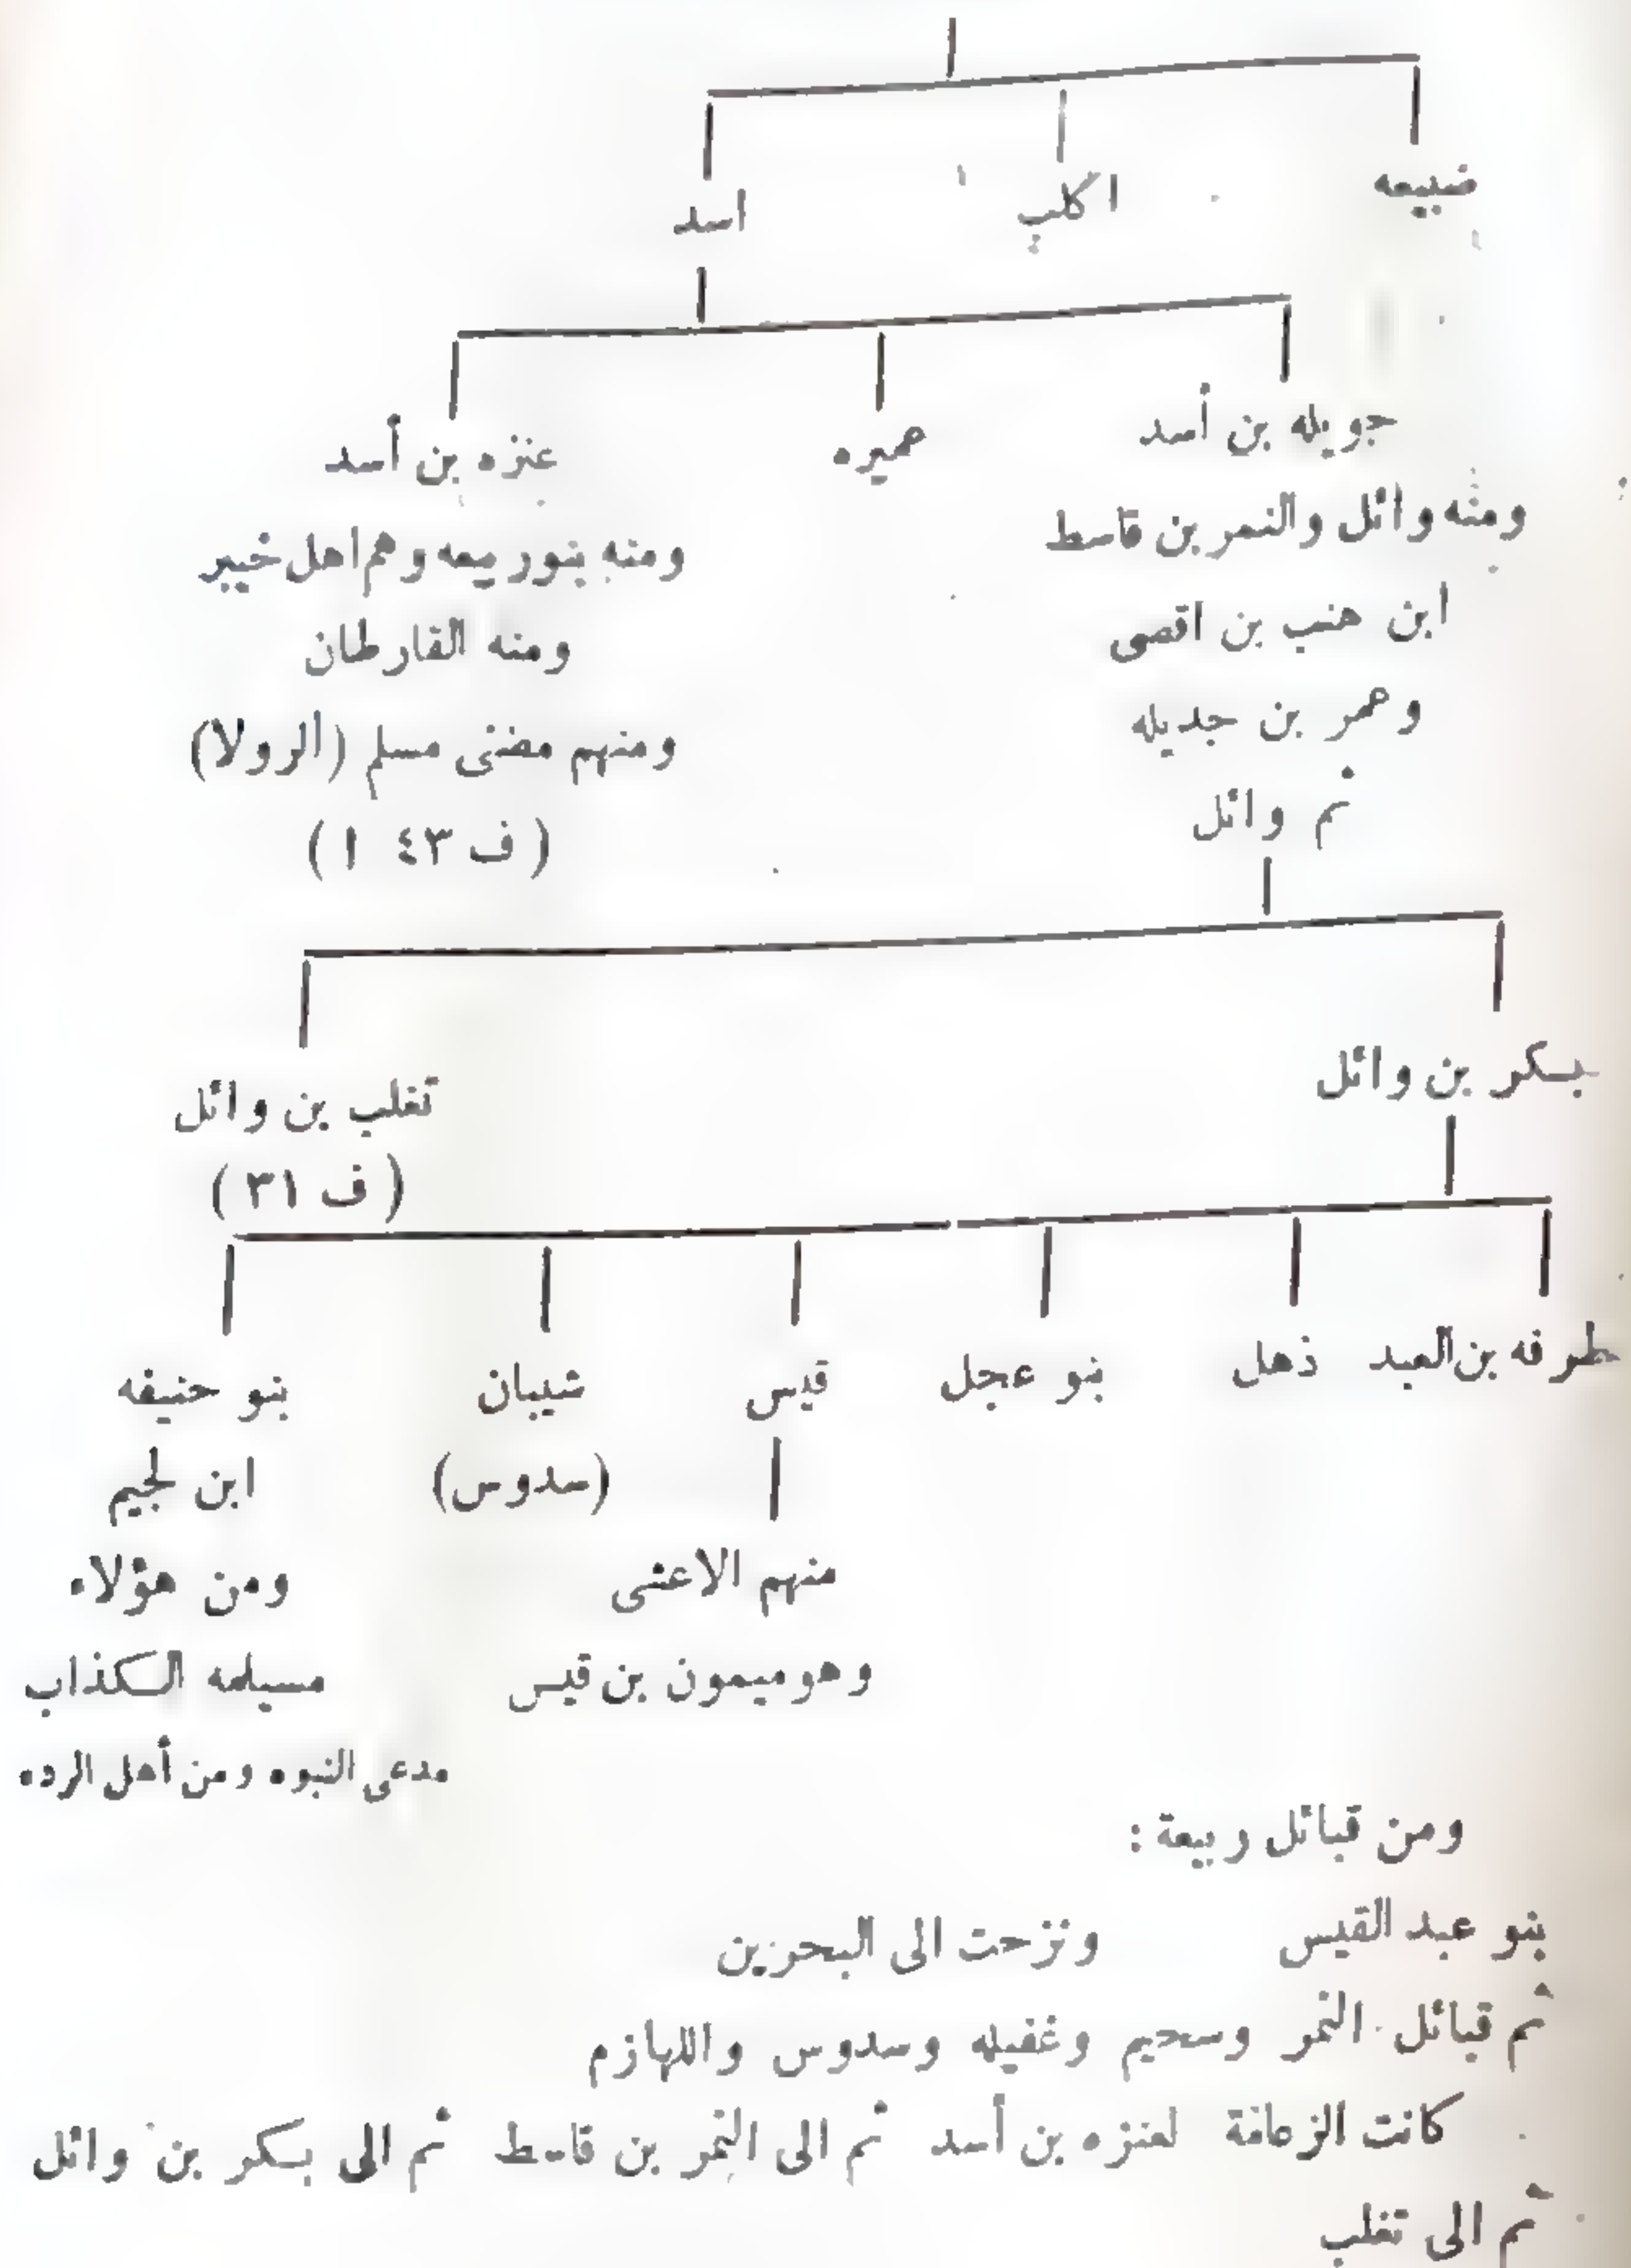 ضبيعه
اكلب
اسد
جويله بن أسد
ومنه وائل والنمر بن قاسط
ابن هنب بن اقصى
وعمر بن جديله
ثم وائل
عميره
عنزه بن أسد
ومنه بنو ربيعه وهم اهل خيبر
ومنه القارطان
ومنهم مضنى مسلم (الرولا)
( ف ٤٣ ا )
بكر بن وائل
تغلب بن وائل
( ف ٣١ )
طرفه بن العبد
ذهل
بنو عجل
قيس
منهم الاعشى
وهو ميمون بن قيس
شيبان
(سدوس)
بنو حنيفه
ابن لجيم
ومن هؤلاء
مسيلمه الكذاب
مدعى النبوه ومن أهل الرده
ومن قبائل ربيعة :
بنو عبد القيس ونزحت الى البحرين
ثم قبائل النمر وسحيم وغفيله وسدوس واللهازم
كانت الزعامة لعنزه بن أسد ثم الى النمر بن قاسط ثم الى بكر بن وائل
ثم الى تغلب